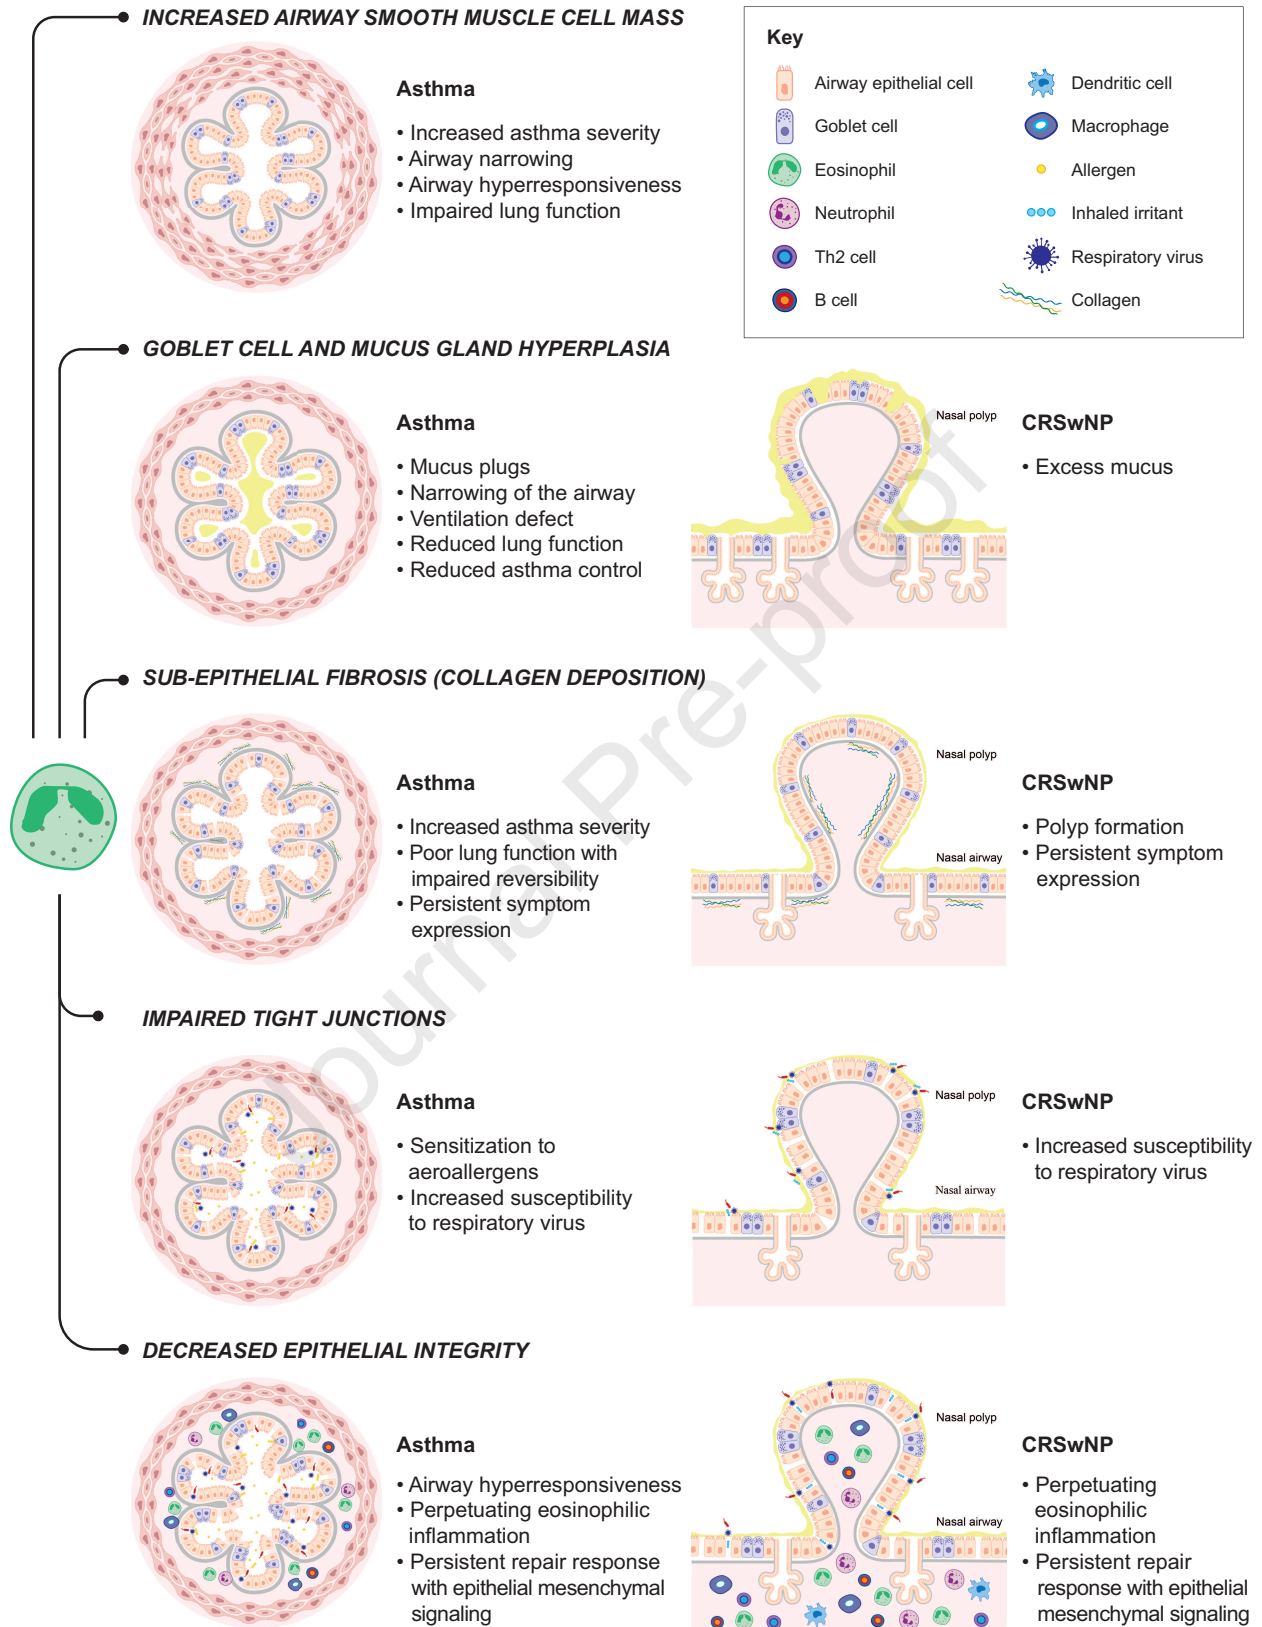 INCREASED AIRWAY SMOOTH MUSCLE CELL MASS
Asthma
• Increased asthma severity
• Airway narrowing
• Airway hyperresponsiveness
• Impaired lung function
Key
Airway epithelial cell
Goblet cell
Eosinophil
Neutrophil
Th2 cell
B cell
Dendritic cell
Macrophage
Allergen
Inhaled irritant
Respiratory virus
Collagen
GOBLET CELL AND MUCUS GLAND HYPERPLASIA
Asthma
• Mucus plugs
• Narrowing of the airway
• Ventilation defect
• Reduced lung function
• Reduced asthma control
Nasal polyp
CRSwNP
• Excess mucus
SUB-EPITHELIAL FIBROSIS (COLLAGEN DEPOSITION)
Asthma
• Increased asthma severity
• Poor lung function with
impaired reversibility
• Persistent symptom
expression
Nasal polyp
Nasal airway
CRSwNP
• Polyp formation
• Persistent symptom
expression
IMPAIRED TIGHT JUNCTIONS
Asthma
• Sensitization to
aeroallergens
• Increased susceptibility
to respiratory virus
Nasal polyp
Nasal airway
CRSwNP
• Increased susceptibility
to respiratory virus
DECREASED EPITHELIAL INTEGRITY
Asthma
• Airway hyperresponsiveness
• Perpetuating eosinophilic
inflammation
• Persistent repair response
with epithelial mesenchymal
signaling
Nasal polyp
Nasal airway
CRSwNP
• Perpetuating
eosinophilic
inflammation
• Persistent repair
response with epithelial
mesenchymal signaling
Journal Pre-proof